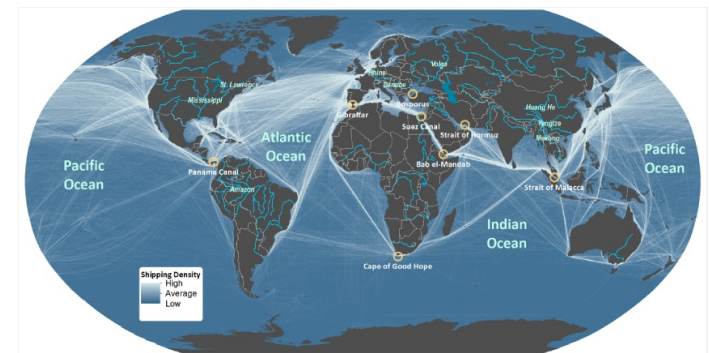 Rhine
Volga
St. Lawrence
Danube
Mississippi
Bosporus
Huang He
Gibraltar
Suez Canal
Yangtze
Strait of Hormuz
Atlantic
Ocean
Mekong
Pacific
Ocean
Pacific
Ocean
Panama Canal
Bab el-Mandab
Amazon
Strait of Malacca
Indian
Ocean
Cape of Good Hope
Shipping Density
High
Average
Low